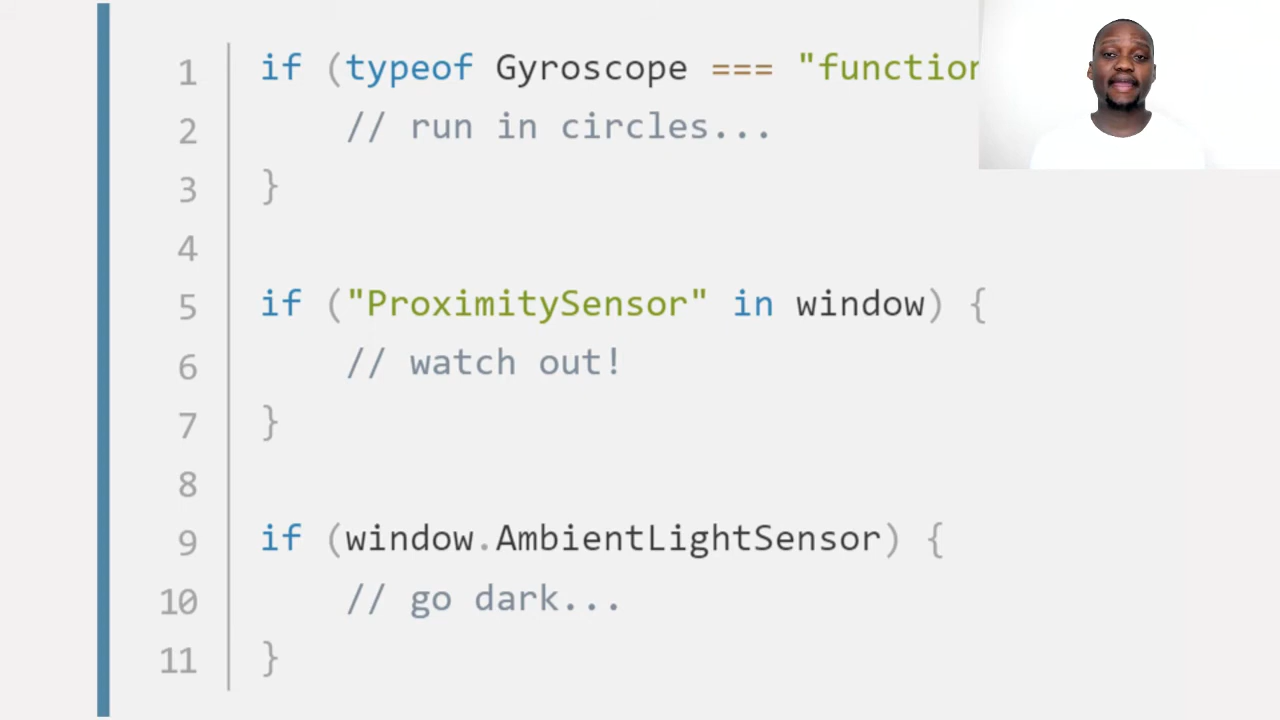 1 if (typeof Gyroscope === "function
2 // run in circles...
3 }
4
5 if ("ProximitySensor" in window) {
6 // watch out!
7 }
8
9 if (window.AmbientLightSensor) {
10 // go dark...
11 }